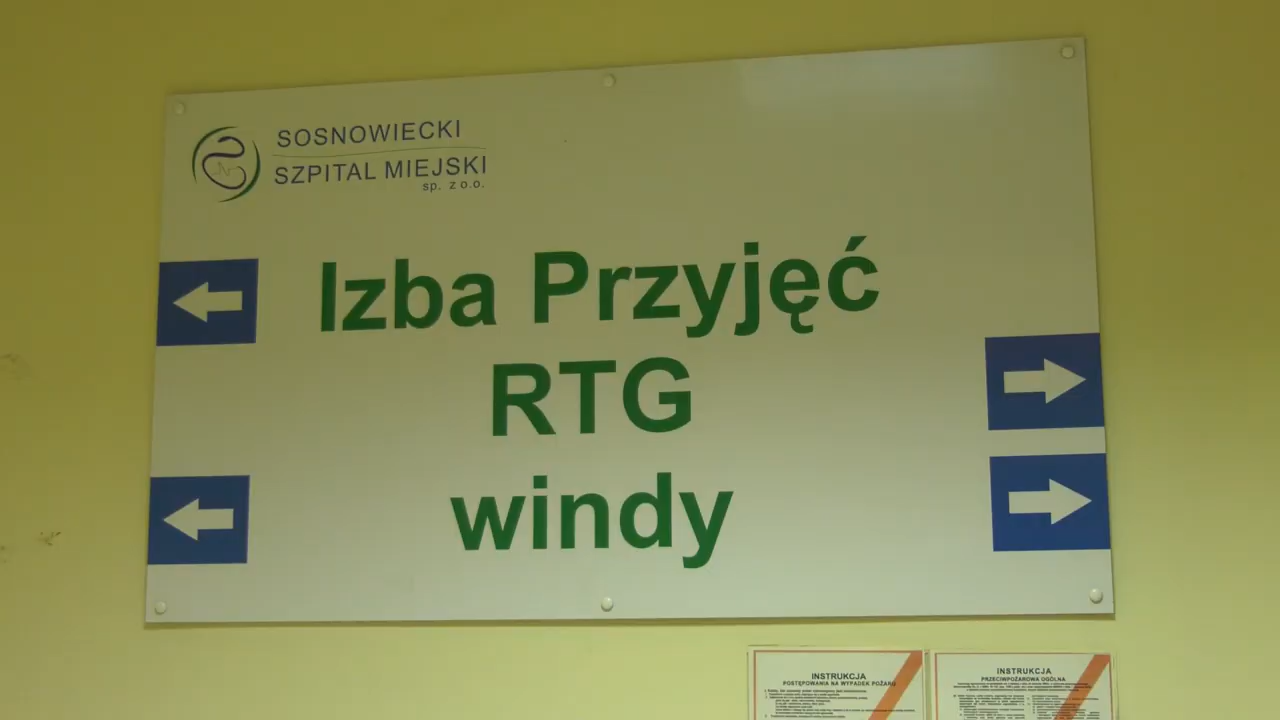 SOSNOWIECKI
SZPITAL MIEJSKI
sp. z o.o.
Izba Przyjęć
RTG
windy
INSTRUKCJA
POSTĘPOWANIA NA WYPADEK POŻARU
INSTRUKCJA
PRZECIWPOŻAROWA OGÓLNA